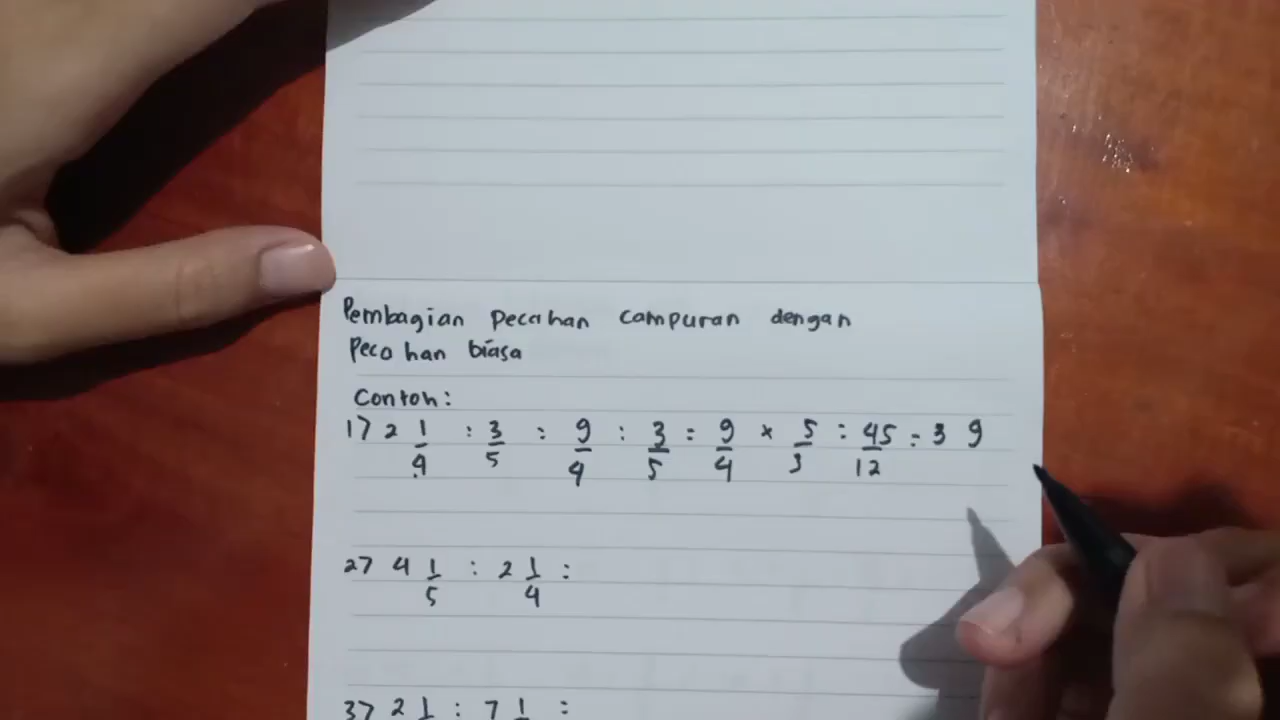 Pembagian pecahan campuran dengan
Pecahan biasa
Contoh:
1) 2 1/4 : 3/5 = 9/4 : 3/5 = 9/4 × 5/3 = 45/12 = 3 9
2) 4 1/5 : 2 1/4 =
3) 2 1 : 7 1 =